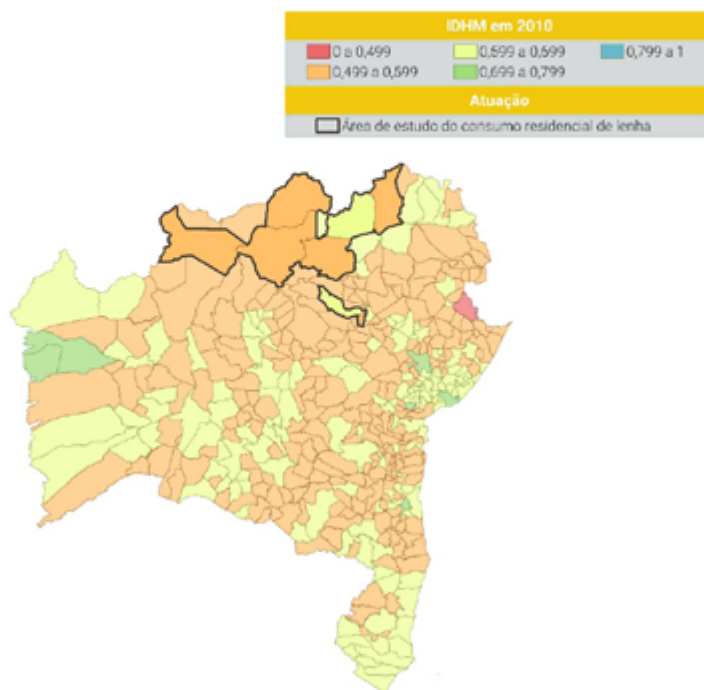 IDHM em 2010
0 a 0,499 0,599 a 0,699 0,799 a 1
0,499 a 0,599 0,699 a 0,799
Atuação
Área de estudo do consumo residencial de lenha